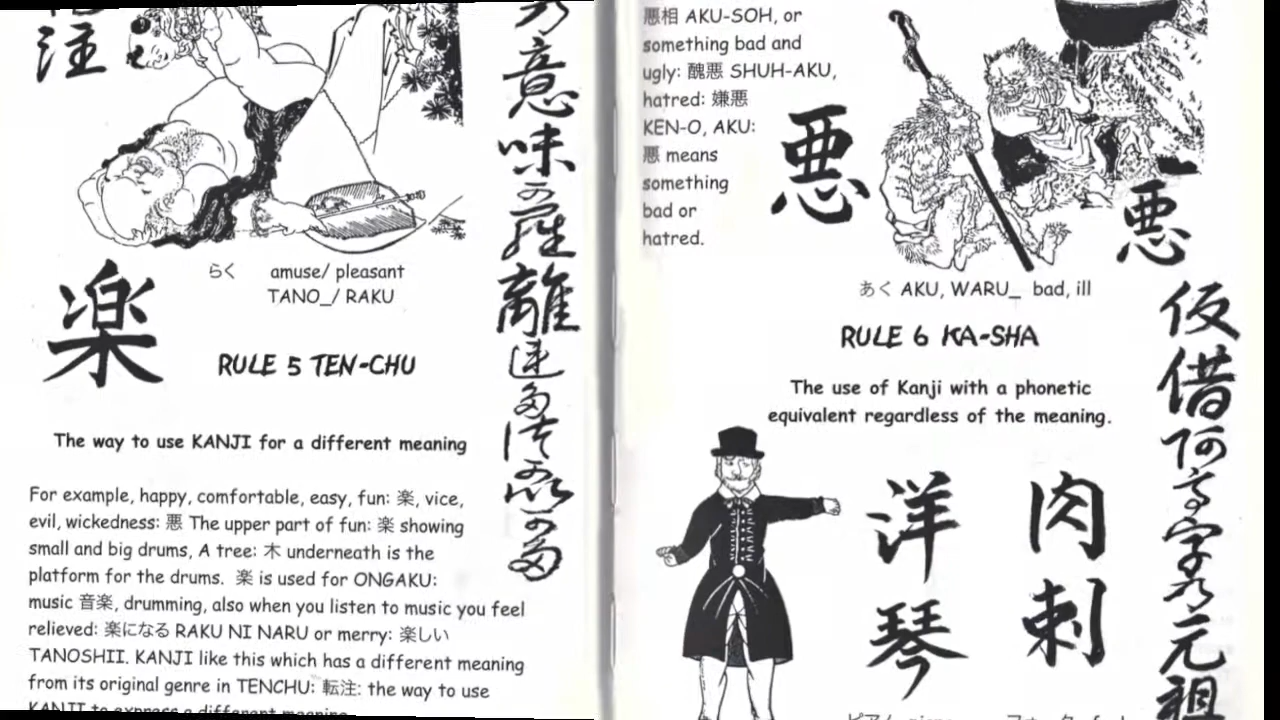 注
らく amuse/ pleasant
TANO_/ RAKU
楽
RULE 5 TEN-CHU
The way to use KANJI for a different meaning
For example, happy, comfortable, easy, fun: 楽, vice,
evil, wickedness: 悪 The upper part of fun: 楽 showing
small and big drums, A tree: 木 underneath is the
platform for the drums. 楽 is used for ONGAKU:
music 音楽, drumming, also when you listen to music you feel
relieved: 楽になる RAKU NI NARU or merry: 楽しい
TANOSHII. KANJI like this which has a different meaning
from its original genre in TENCHU: 転注: the way to use
KANJI to express a different meaning
意味
離
悪相 AKU-SOH, or
something bad and
ugly: 醜悪 SHUH-AKU,
hatred: 嫌悪
KEN-O, AKU:
悪 means
something
bad or
hatred.
悪
悪
あく AKU, WARU_ bad, ill
RULE 6 KA-SHA
The use of Kanji with a phonetic
equivalent regardless of the meaning.
洋琴
肉刺
仮借
字
元祖